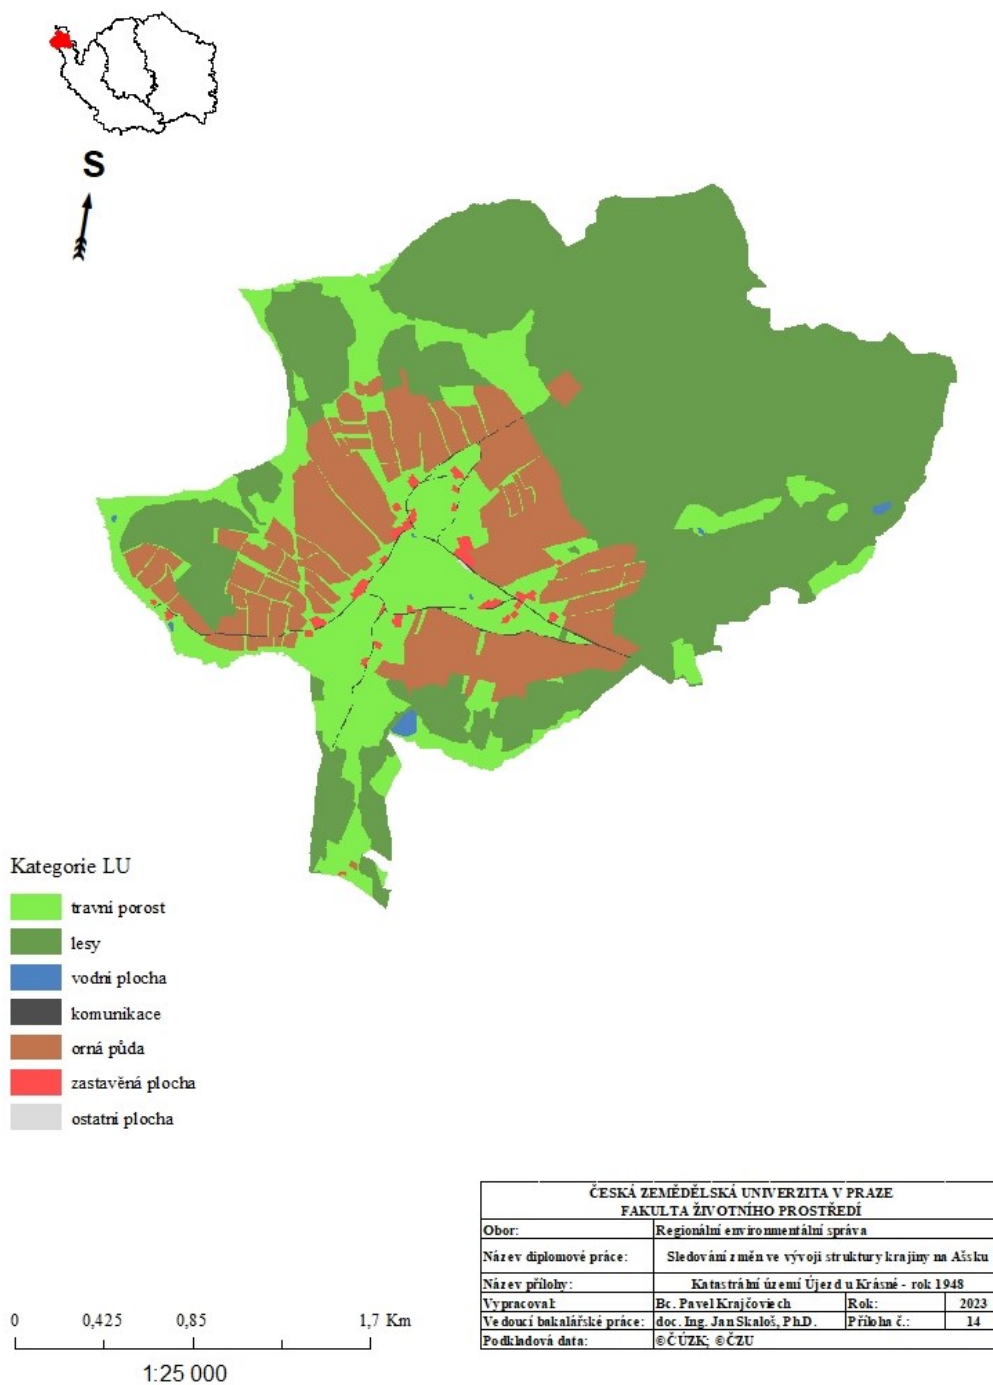 S
Kategorie LU
travní porost
lesy
vodní plocha
komunikace
orná půda
zastavěná plocha
ostatní plocha
0 0,425 0,85 1,7 Km
1:25 000
ČESKÁ ZEMĚDĚLSKÁ UNIVERZITA V PRAZE
FAKULTA ŽIVOTNÍHO PROSTŘEDÍ
Obor: Regionální environmentální správa
Název diplomové práce: Sledování změn ve vývoji struktury krajiny na Ašsku
Název přílohy: Katastrální území Újezd u Krásné - rok 1948
Vypracoval: Bc. Pavel Krajčoviech Rok: 2023
Vedoucí bakalářské práce: doc. Ing. Jan Skaloš, Ph.D. Příloha č.: 14
Podkladová data: ©ČÚZK; ©ČZU